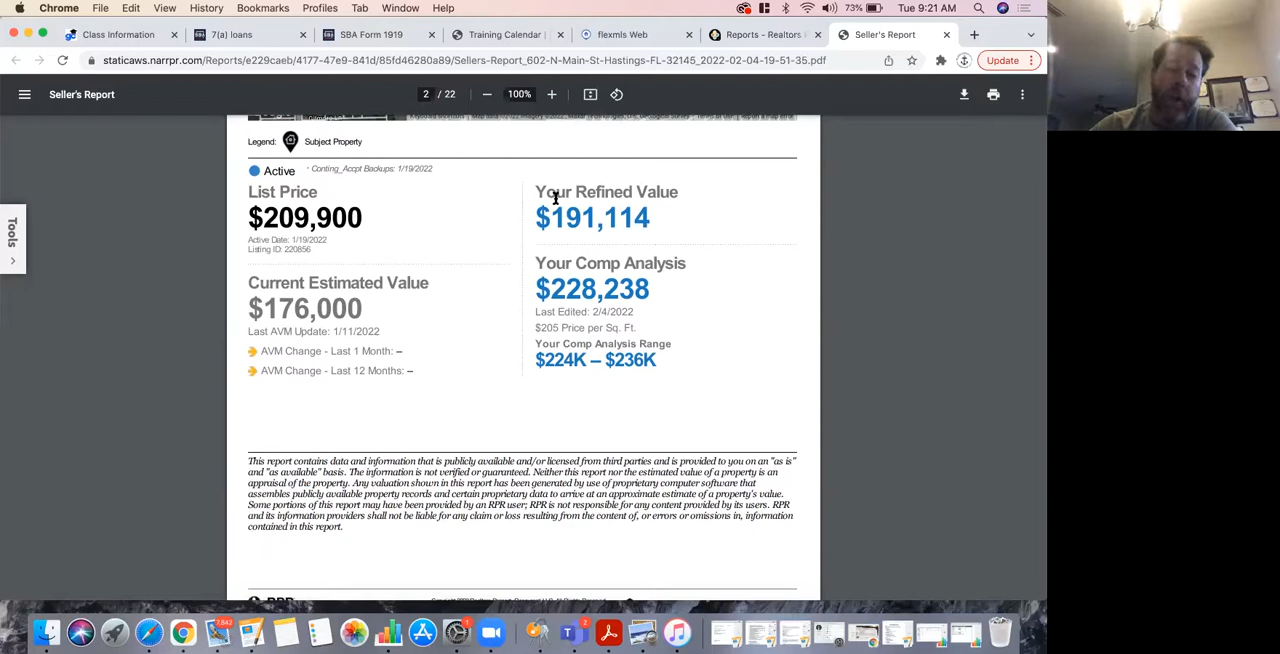 Chrome File Edit View History Bookmarks Profiles Tab Window Help 73% Tue 9:21 AM
Class Information 7(a) loans SBA Form 1919 Training Calendar | flexmls Web Reports - Realtors P Seller's Report
staticaws.narrpr.com/Reports/e229caeb/4177-47e9-841d/85fd46280a89/Sellers-Report_602-N-Main-St-Hastings-FL-32145_2022-02-04-19-51-35.pdf Update
Seller's Report 2 / 22 100%
Tools
Legend: Subject Property
Active · Conting_Accpt Backups: 1/19/2022
List Price
$209,900
Active Date: 1/19/2022
Listing ID: 220856
Current Estimated Value
$176,000
Last AVM Update: 1/11/2022
AVM Change - Last 1 Month: –
AVM Change - Last 12 Months: –
Your Refined Value
$191,114
Your Comp Analysis
$228,238
Last Edited: 2/4/2022
$205 Price per Sq. Ft.
Your Comp Analysis Range
$224K – $236K
This report contains data and information that is publicly available and/or licensed from third parties and is provided to you on an "as is"
and "as available" basis. The information is not verified or guaranteed. Neither this report nor the estimated value of a property is an
appraisal of the property. Any valuation shown in this report has been generated by use of proprietary computer software that
assembles publicly available property records and certain proprietary data to arrive at an approximate estimate of a property's value.
Some portions of this report may have been provided by an RPR user; RPR is not responsible for any content provided by its users. RPR
and its information providers shall not be liable for any claim or loss resulting from the content of, or errors or omissions in, information
contained in this report.
RPR
7,842 1 2